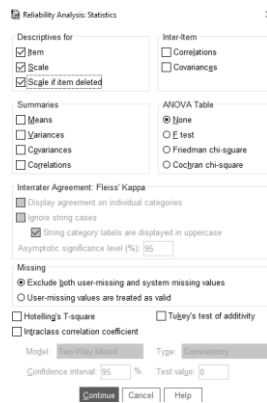 Reliability Analysis: Statistics
Descriptives for
Item
Scale
Scale if item deleted
Inter-Item
Correlations
Covariances
Summaries
Means
Variances
Covariances
Correlations
ANOVA Table
None
F test
Friedman chi-square
Cochran chi-square
Interrater Agreement: Fleiss' Kappa
Display agreement on individual categories
Ignore string cases
String category labels are displayed in uppercase
Asymptotic significance level (%): 95
Missing
Exclude both user-missing and system missing values
User-missing values are treated as valid
Hotelling's T-square Tukey's test of additivity
Intraclass correlation coefficient
Model: Two-Way Mixed Type: Consistency
Confidence interval: 95 % Test value: 0
Continue Cancel Help